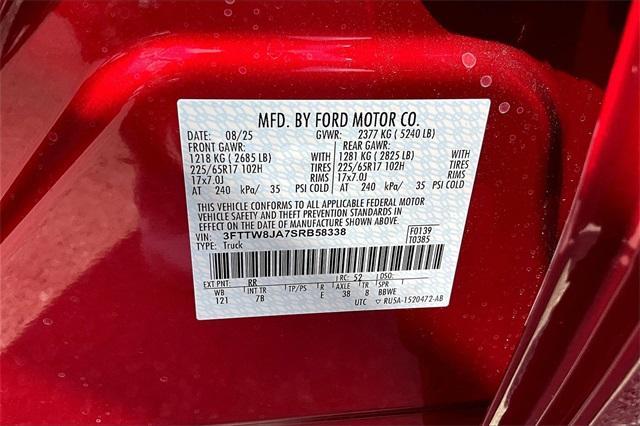 MFD. BY FORD MOTOR CO.
DATE: 08/25 GVWR: 2377 KG ( 5240 LB)
FRONT GAWR: REAR GAWR:
1218 KG ( 2685 LB) WITH 1281 KG ( 2825 LB) WITH
225/65R17 102H TIRES 225/65R17 102H TIRES
17x7.0J RIMS 17x7.0J RIMS
AT 240 kPa/ 35 PSI COLD AT 240 kPa/ 35 PSI COLD
THIS VEHICLE CONFORMS TO ALL APPLICABLE FEDERAL MOTOR
VEHICLE SAFETY AND THEFT PREVENTION STANDARDS IN
EFFECT ON THE DATE OF MANUFACTURE SHOWN ABOVE.
VIN: 3FTTW8JA7SRB58338 F0139
TYPE: Truck T0385
EXT PNT: RR RC: 52 DSO:
WB INT TR TP/PS R AXLE TR SPR
121 7B E 38 8 BBWE
UTC RU5A-1520472-AB